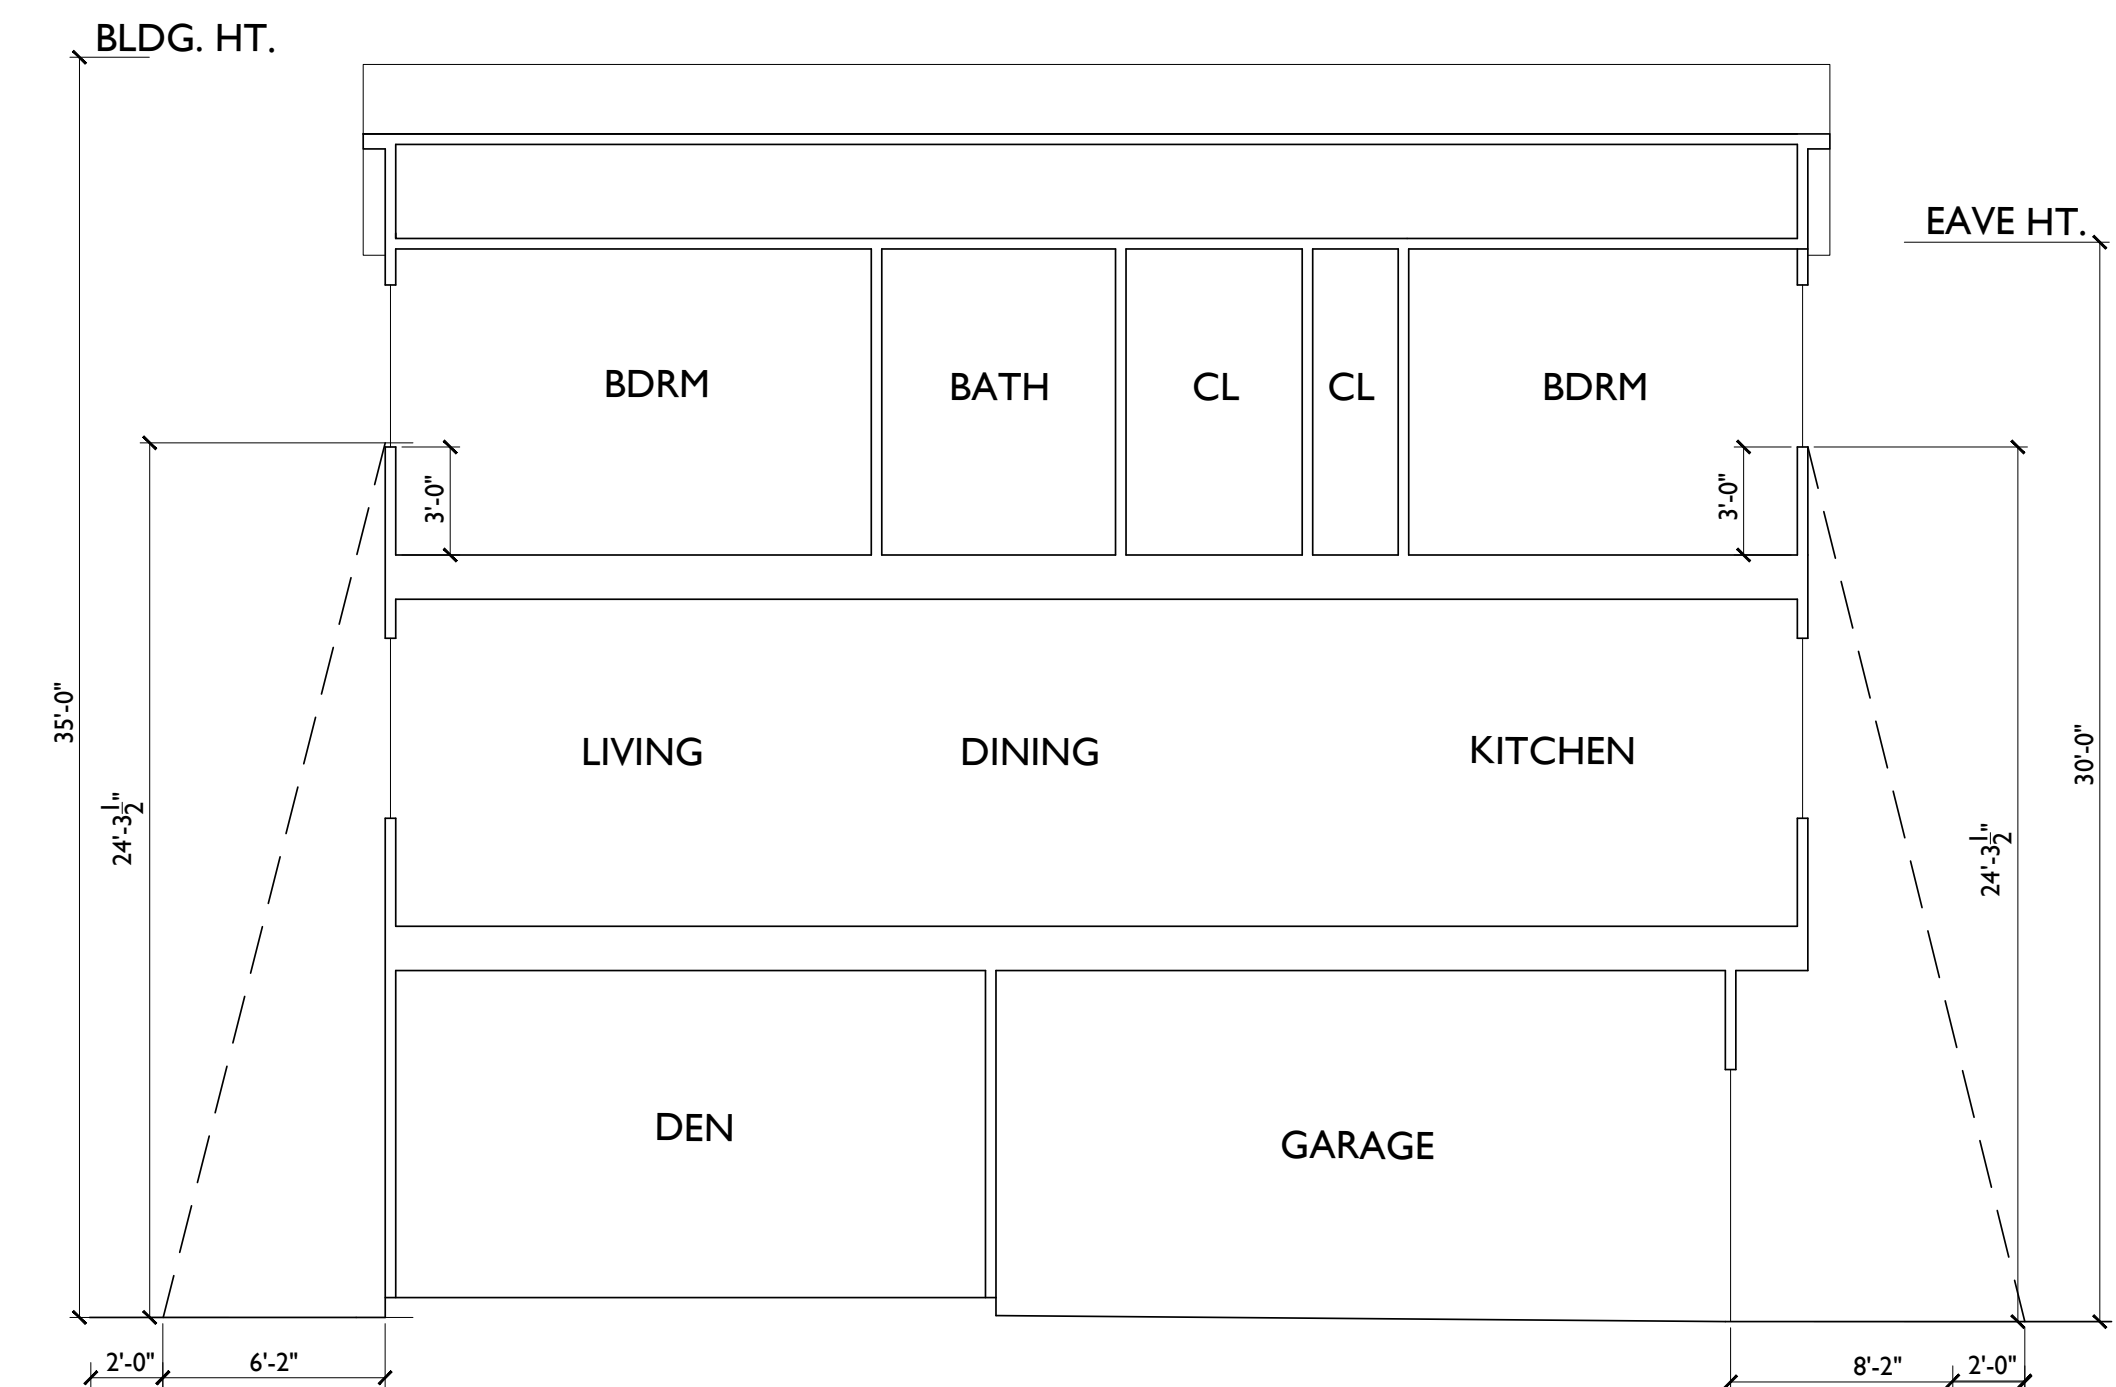 BLDG. HT.
EAVE HT.
BDRM
BATH
CL
CL
BDRM
3'-0"
3'-0"
35'-0"
24'-3½"
LIVING
DINING
KITCHEN
30'-0"
24'-3½"
DEN
GARAGE
2'-0"
6'-2"
8'-2"
2'-0"